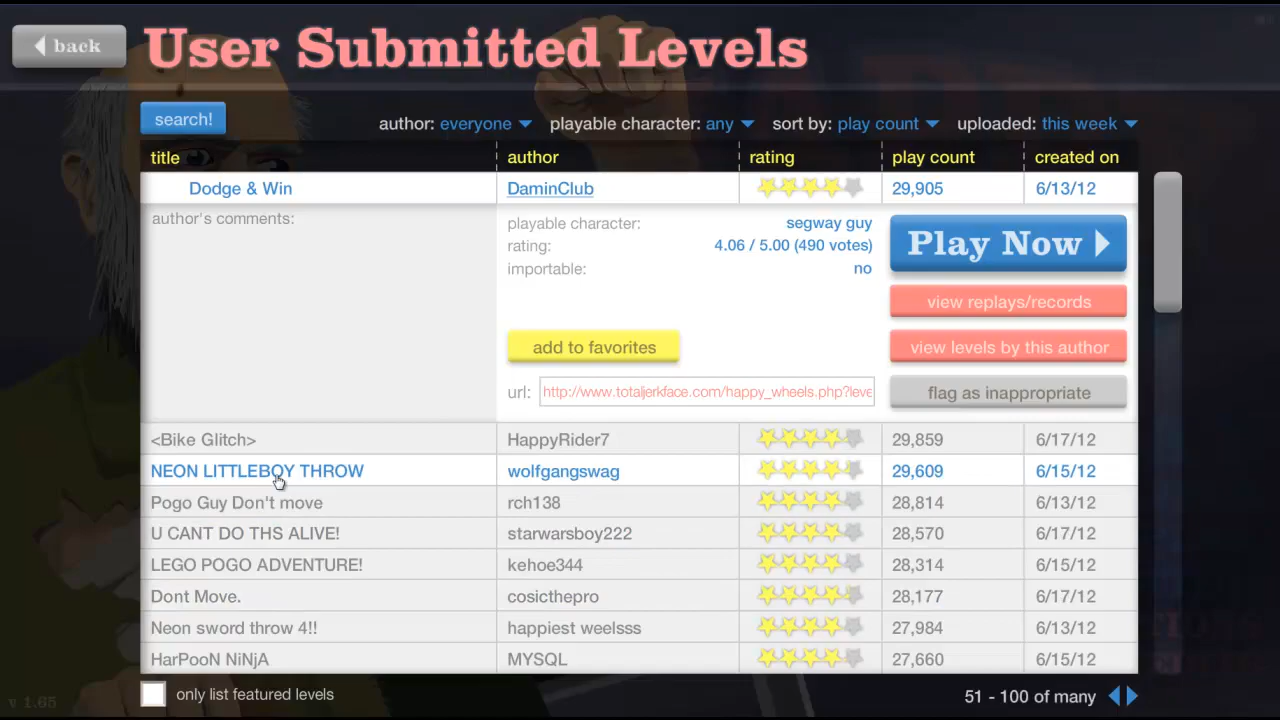 back
User Submitted Levels
search!
author: everyone playable character: any sort by: play count uploaded: this week
title author rating play count created on
Dodge & Win DaminClub 29,905 6/13/12
author's comments:
playable character: segway guy
rating: 4.06 / 5.00 (490 votes)
importable: no
Play Now
view replays/records
add to favorites
view levels by this author
url: http://www.totaljerkface.com/happy_wheels.php?leve
flag as inappropriate
<Bike Glitch> HappyRider7 29,859 6/17/12
NEON LITTLEBOY THROW wolfgangswag 29,609 6/15/12
Pogo Guy Don't move rch138 28,814 6/13/12
U CANT DO THS ALIVE! starwarsboy222 28,570 6/17/12
LEGO POGO ADVENTURE! kehoe344 28,314 6/15/12
Dont Move. cosicthepro 28,177 6/17/12
Neon sword throw 4!! happiest weelsss 27,984 6/13/12
HarPooN NiNjA MYSQL 27,660 6/15/12
only list featured levels
51 - 100 of many
v 1.65